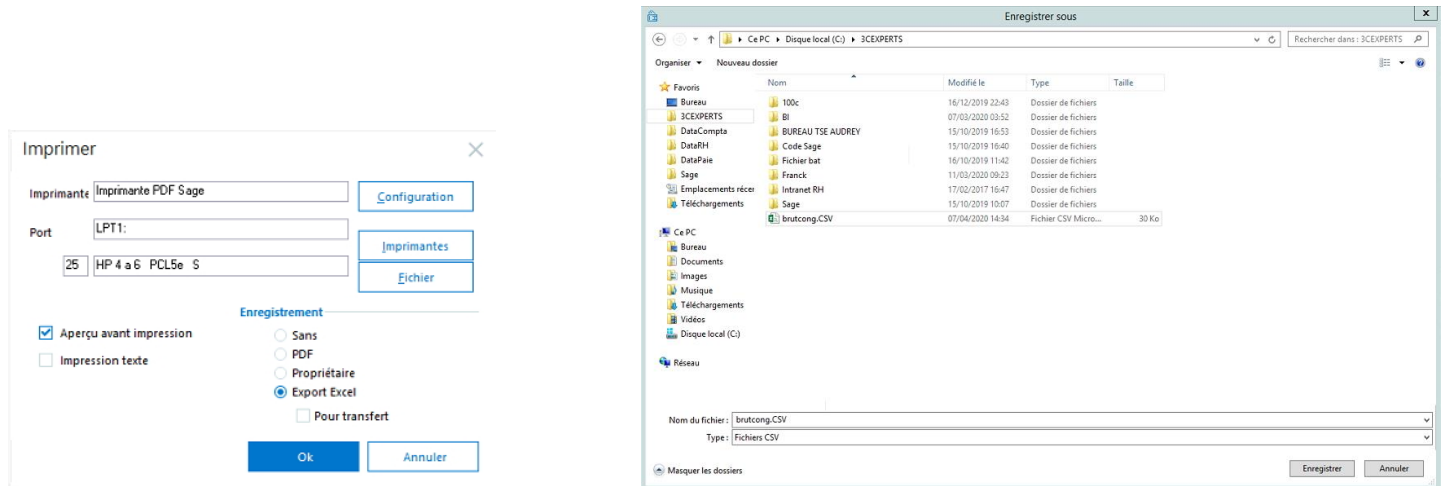 Imprimer
Imprimante Imprimante PDF Sage Configuration
Port LPT1:
Imprimantes
25 HP 4 a 6 PCL5e S Fichier
Enregistrement
Aperçu avant impression Sans
PDF
Impression texte
Propriétaire
Export Excel
Pour transfert
Ok Annuler
Enregistrer sous x
Ce PC Disque local (C:) 3CEXPERTS Rechercher dans : 3CEXPERTS
Organiser Nouveau dossier
Favoris Nom Modifié le Type Taille
Bureau 100c 16/12/2019 22:43 Dossier de fichiers
3CEXPERTS BI 07/03/2020 03:52 Dossier de fichiers
DataCompta BUREAU TSE AUDREY 15/10/2019 16:53 Dossier de fichiers
DataRH Code Sage 15/10/2019 16:40 Dossier de fichiers
DataPaie Fichier bat 16/10/2019 11:42 Dossier de fichiers
Sage Franck 11/03/2020 09:23 Dossier de fichiers
Emplacements récer Intranet RH 17/02/2017 16:47 Dossier de fichiers
Téléchargements Sage 15/10/2019 10:07 Dossier de fichiers
brutcong.CSV 07/04/2020 14:34 Fichier CSV Micro... 30 Ko
Ce PC
Bureau
Documents
Images
Musique
Téléchargements
Vidéos
Disque local (C:)
Réseau
Nom du fichier : brutcong.CSV
Type : Fichiers CSV
Masquer les dossiers Enregistrer Annuler